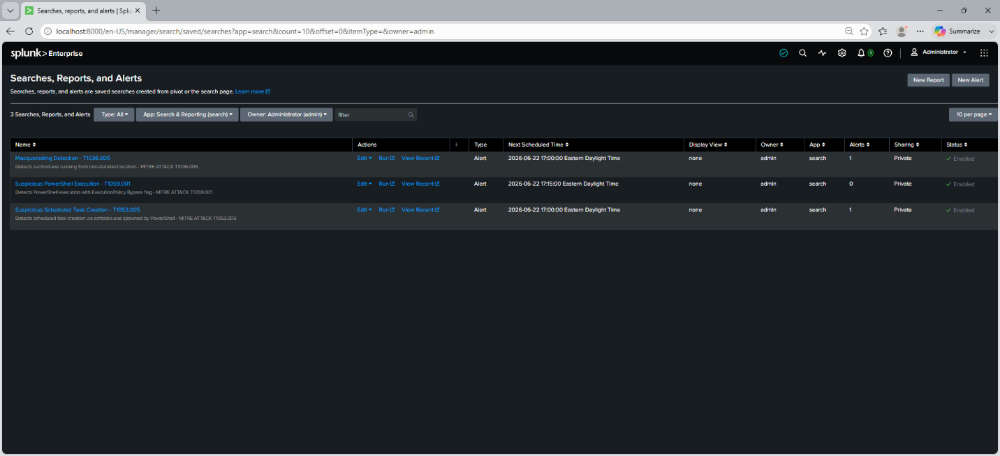 Searches, reports, and alerts | Splu
localhost:8000/en-US/manager/search/saved/searches?app=search&count=10&offset=0&itemType=&owner=admin
Summarize
splunk>Enterprise
1
Administrator
Searches, Reports, and Alerts
Searches, reports, and alerts are saved searches created from pivot or the search page. Learn more
New Report
New Alert
3 Searches, Reports, and Alerts
Type: All
App: Search & Reporting (search)
Owner: Administrator (admin)
filter
10 per page
Name Actions Type Next Scheduled Time Display View Owner App Alerts Sharing Status
Masquerading Detection - T1036.005 Edit Run View Recent Alert 2026-06-22 17:00:00 Eastern Daylight Time none admin search 1 Private Enabled
Detects svchost.exe running from non-standard location - MITRE ATT&CK T1036.005
Suspicious PowerShell Execution - T1059.001 Edit Run View Recent Alert 2026-06-22 17:15:00 Eastern Daylight Time none admin search 0 Private Enabled
Detects PowerShell execution with ExecutionPolicy Bypass flag - MITRE ATT&CK T1059.001
Suspicious Scheduled Task Creation - T1053.005 Edit Run View Recent Alert 2026-06-22 17:00:00 Eastern Daylight Time none admin search 1 Private Enabled
Detects scheduled task creation via schtasks.exe spawned by PowerShell - MITRE ATT&CK T1053.005